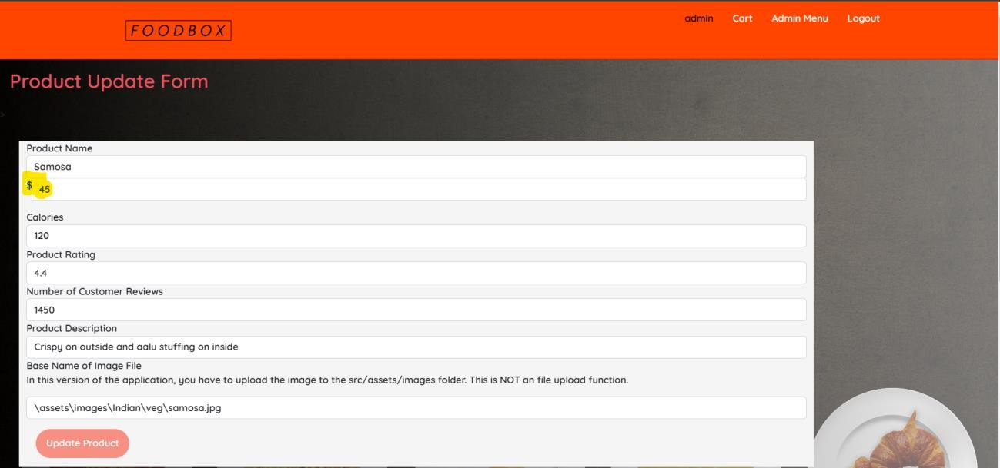 FOODBOX
admin Cart Admin Menu Logout
Product Update Form
>
Product Name
Samosa
$ 45
Calories
120
Product Rating
4.4
Number of Customer Reviews
1450
Product Description
Crispy on outside and aalu stuffing on inside
Base Name of Image File
In this version of the application, you have to upload the image to the src/assets/images folder. This is NOT an file upload function.
\assets\images\Indian\veg\samosa.jpg
Update Product